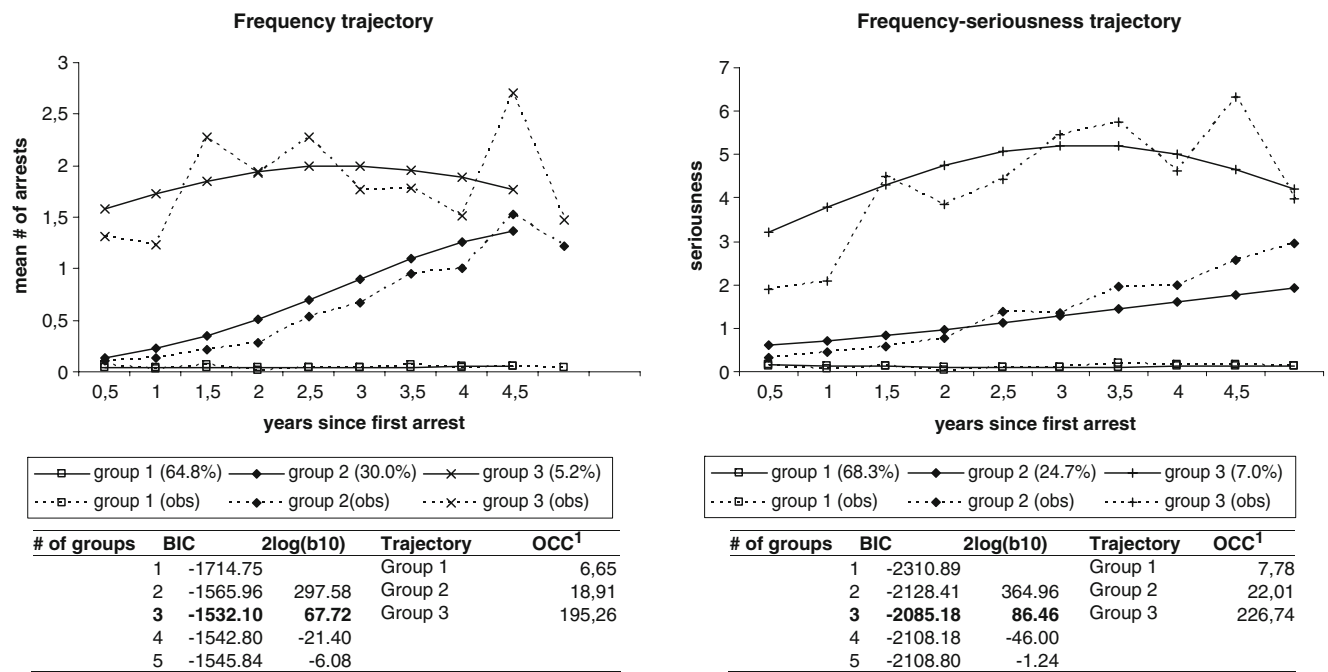 Frequency trajectory
3
2,5
2
1,5
1
0,5
0
mean # of arrests
0,5 1 1,5 2 2,5 3 3,5 4 4,5
years since first arrest
group 1 (64.8%) group 2 (30.0%) group 3 (5.2%)
group 1 (obs) group 2(obs) group 3 (obs)
# of groups BIC 2log(b10) Trajectory OCC1
1 -1714.75 Group 1 6,65
2 -1565.96 297.58 Group 2 18,91
3 -1532.10 67.72 Group 3 195,26
4 -1542.80 -21.40
5 -1545.84 -6.08
Frequency-seriousness trajectory
7
6
5
4
3
2
1
0
seriousness
0,5 1 1,5 2 2,5 3 3,5 4 4,5
years since first arrest
group 1 (68.3%) group 2 (24.7%) group 3 (7.0%)
group 1 (obs) group 2 (obs) group 3 (obs)
# of groups BIC 2log(b10) Trajectory OCC1
1 -2310.89 Group 1 7,78
2 -2128.41 364.96 Group 2 22,01
3 -2085.18 86.46 Group 3 226,74
4 -2108.18 -46.00
5 -2108.80 -1.24